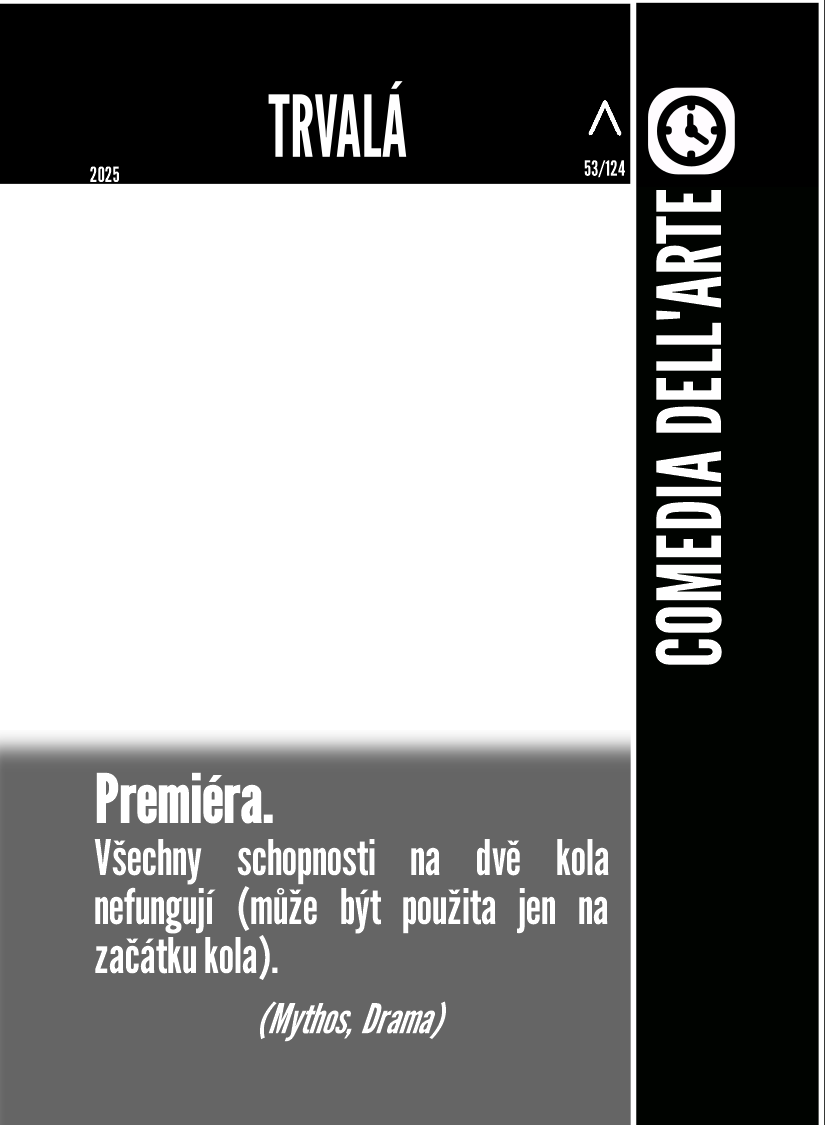 TRVALÁ
2025
53/124
COMEDIA DELL'ARTE
Premiéra.
Všechny schopnosti na dvě kola
nefungují (může být použita jen na
začátku kola).
(Mythos, Drama)